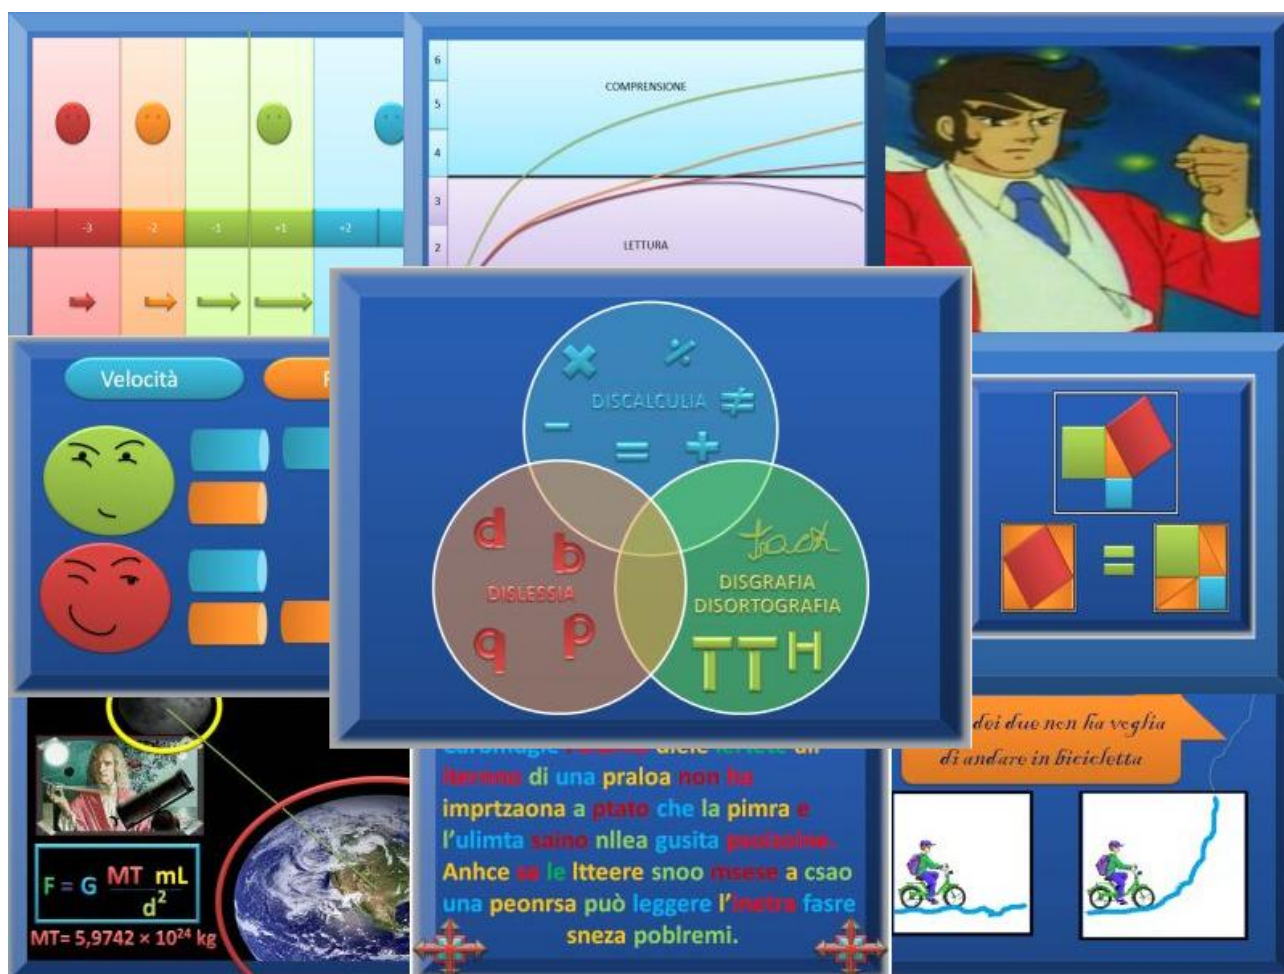 -3 -2 -1 +1 +2
6
COMPRENSIONE
5
4
3
LETTURA
2
Velocità
DISCALCULIA
d b
DISLESSIA
q p
DISGRAFIA
DISORTOGRAFIA
TTH
F = G MT mL
d²
MT= 5,9742 × 10²⁴ kg
di una praloa non ha
imprtzaona a ptato che la pimra e
l'ulimta saino nllea gusita posizoine.
Anhce se le ltteere snoo msese a csao
una peonrsa può leggere l'inetra fasre
sneza poblremi.
dei due non ha voglia
di andare in bicicletta